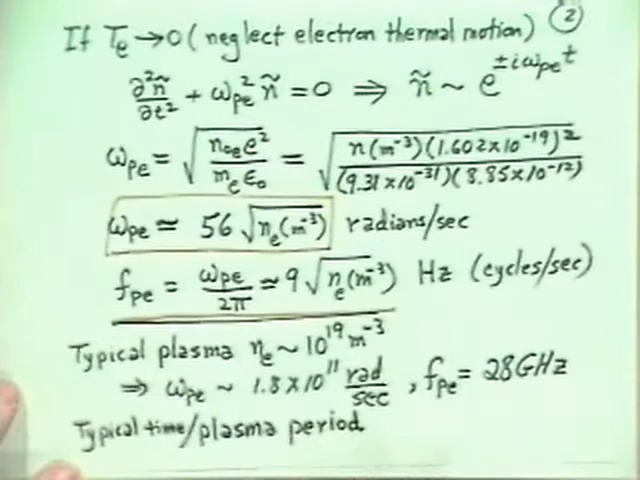 If Te→0 (neglect electron thermal motion) ②
∂²ñ/∂t² + ωpe² ñ = 0 ⇒ ñ ~ e^±iωpet
ωpe = √(noe e²/me ε0) = √(n(m⁻³)(1.602×10⁻¹⁹)²/(9.31×10⁻³¹)(8.85×10⁻¹²))
ωpe ≃ 56 √ne(m⁻³) radians/sec
fpe = ωpe/2π ≃ 9 √ne(m⁻³) Hz (cycles/sec)
Typical plasma ne ~ 10¹⁹ m⁻³
⇒ ωpe ~ 1.8×10¹¹ rad/sec, fpe = 28GHz
Typical time/plasma period